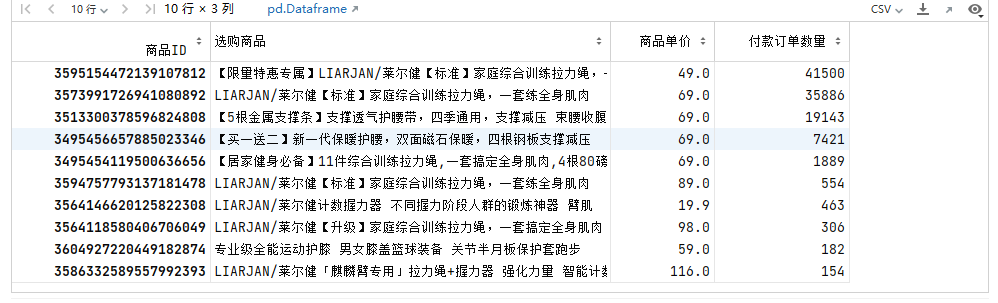 10 行 10 行 × 3 列 pd.Dataframe CSV
商品ID 选购商品 商品单价 付款订单数量
3595154472139107812 【限量特惠专属】LIARJAN/莱尔健【标准】家庭综合训练拉力绳，- 49.0 41500
3573991726941080892 LIARJAN/莱尔健【标准】家庭综合训练拉力绳，一套练全身肌肉 69.0 35886
3513300378596824808 【5根金属支撑条】支撑透气护腰带，四季通用，支撑减压 束腰收腹 69.0 19143
3495456657885023346 【买一送二】新一代保暖护腰，双面磁石保暖，四根钢板支撑减压 69.0 7421
3495454119500636656 【居家健身必备】11件综合训练拉力绳,一套搞定全身肌肉,4根80磅 69.0 1889
3594757793137181478 LIARJAN/莱尔健【标准】家庭综合训练拉力绳，一套练全身肌肉 89.0 554
3564146620125822308 LIARJAN/莱尔健计数握力器 不同握力阶段人群的锻炼神器 臂肌 19.9 463
3564118580406706049 LIARJAN/莱尔健【升级】家庭综合训练拉力绳，一套搞定全身肌肉 98.0 306
3604927220449182874 专业级全能运动护膝 男女膝盖篮球装备 关节半月板保护套跑步 59.0 182
3586332589557992393 LIARJAN/莱尔健「麒麟臂专用」拉力绳+握力器 强化力量 智能计数 116.0 154